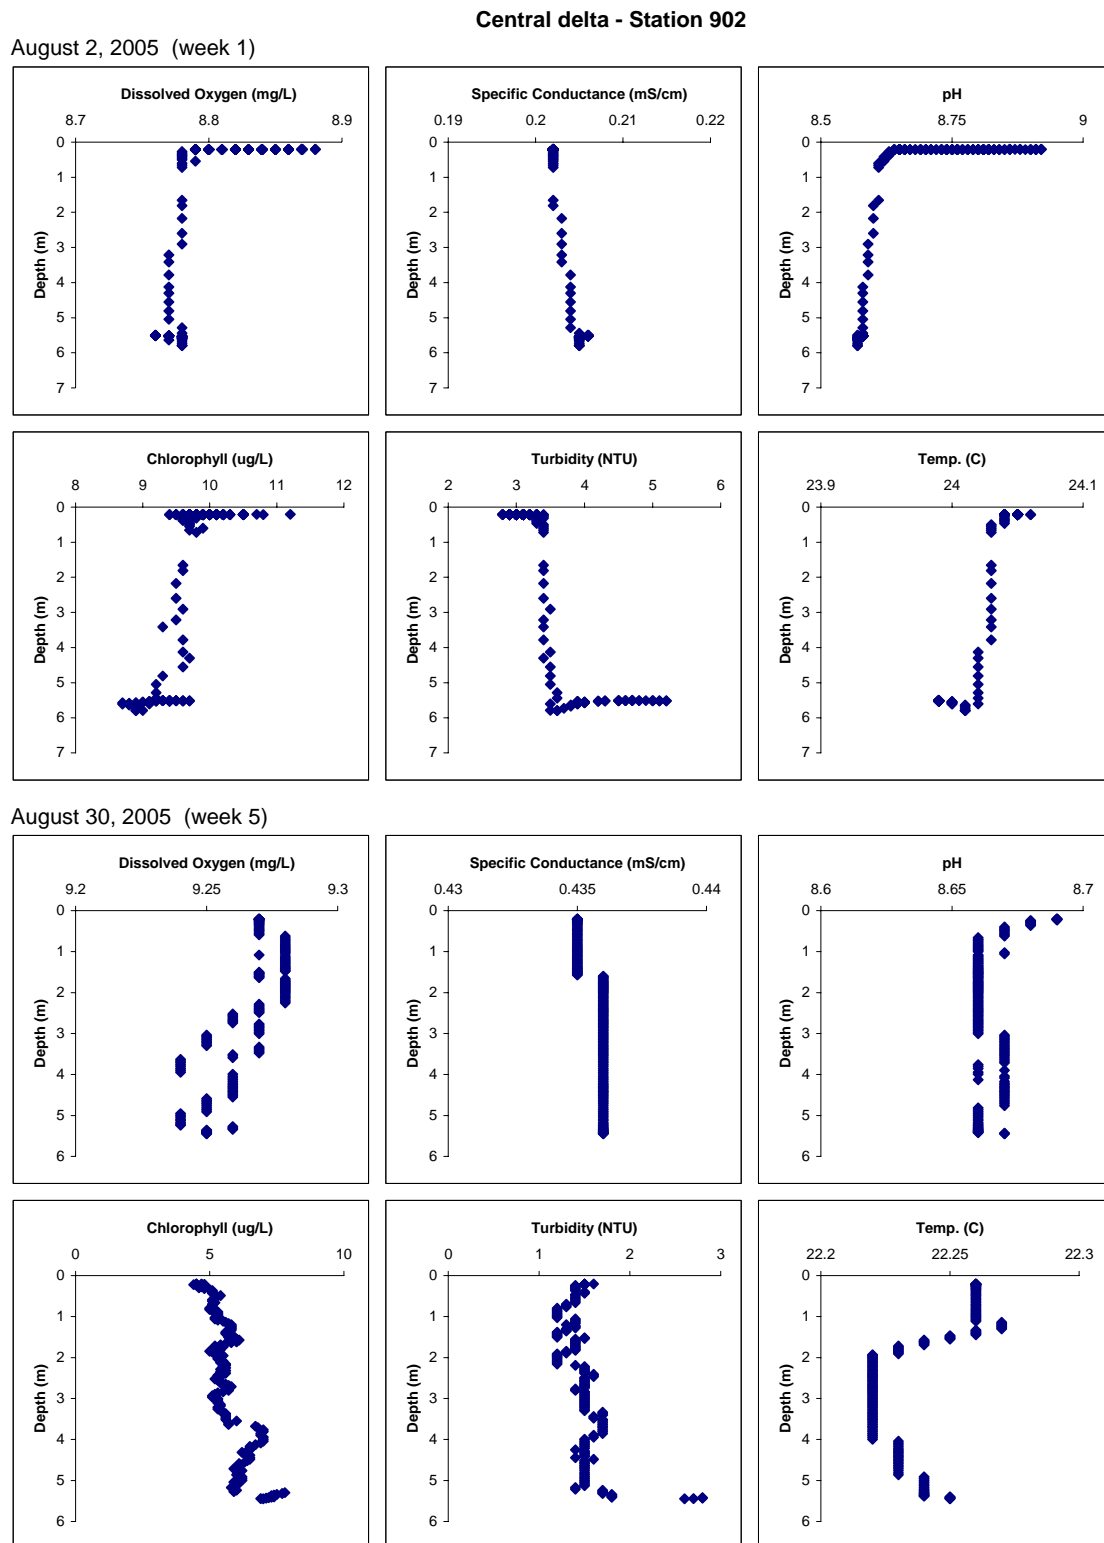 Central delta - Station 902
August 2, 2005 (week 1)
Dissolved Oxygen (mg/L)
8.7 8.8 8.9
0
1
2
3
4
5
6
7
Depth (m)
Specific Conductance (mS/cm)
0.19 0.2 0.21 0.22
0
1
2
3
4
5
6
7
Depth (m)
pH
8.5 8.75 9
0
1
2
3
4
5
6
7
Depth (m)
Chlorophyll (ug/L)
8 9 10 11 12
0
1
2
3
4
5
6
7
Depth (m)
Turbidity (NTU)
2 3 4 5 6
0
1
2
3
4
5
6
7
Depth (m)
Temp. (C)
23.9 24 24.1
0
1
2
3
4
5
6
7
Depth (m)
August 30, 2005 (week 5)
Dissolved Oxygen (mg/L)
9.2 9.25 9.3
0
1
2
3
4
5
6
Depth (m)
Specific Conductance (mS/cm)
0.43 0.435 0.44
0
1
2
3
4
5
6
Depth (m)
pH
8.6 8.65 8.7
0
1
2
3
4
5
6
Depth (m)
Chlorophyll (ug/L)
0 5 10
0
1
2
3
4
5
6
Depth (m)
Turbidity (NTU)
0 1 2 3
0
1
2
3
4
5
6
Depth (m)
Temp. (C)
22.2 22.25 22.3
0
1
2
3
4
5
6
Depth (m)